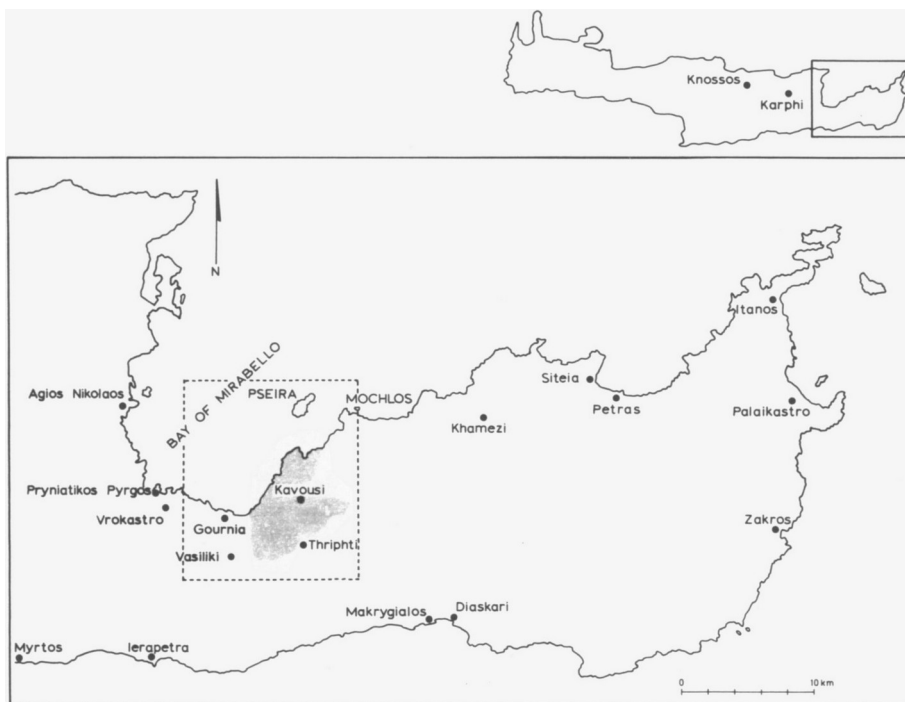 Knossos
Karphi
N
Itanos
BAY OF MIRABELLO
Siteia
PSEIRA
MOCHLOS
Agios Nikolaos
Petras
Palaikastro
Khamezi
Pryniatikos Pyrgos
Kavousi
Vrokastro
Gournia
Zakros
Thriphti
Vasiliki
Makrygialos
Diaskari
Myrtos
Ierapetra
0 10 km